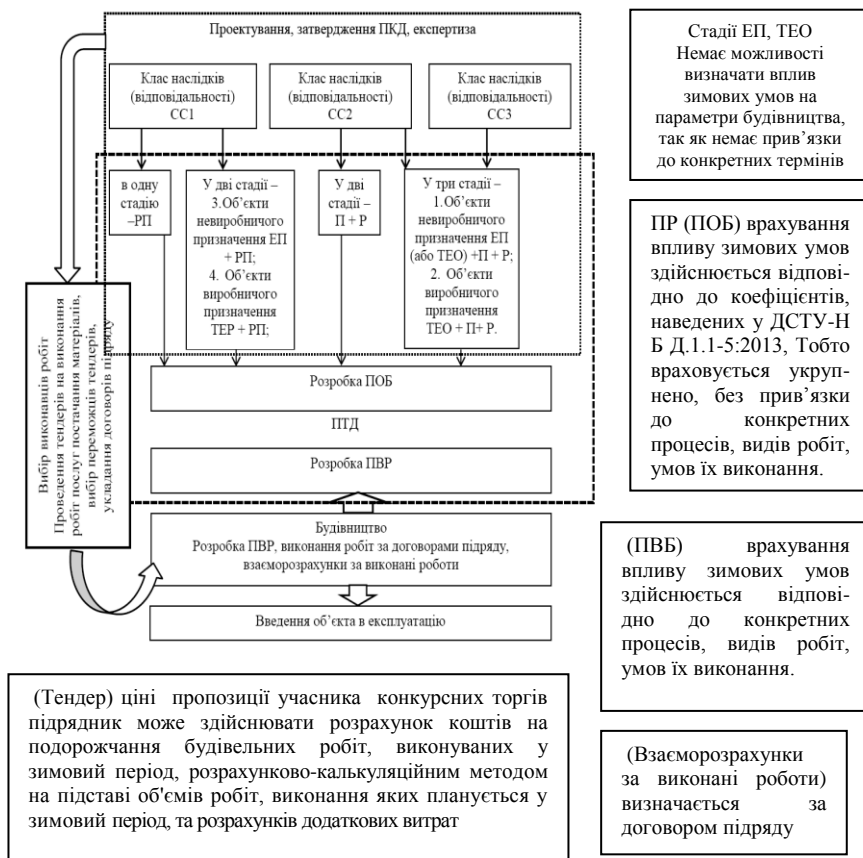 Проектування, затвердження ПКД, експертиза
Клас наслідків
(відповідальності)
СС1
Клас наслідків
(відповідальності)
СС2
Клас наслідків
(відповідальності)
СС3
в одну
стадію
–РП
У дві стадії –
3.Об’єкти
невиробничого
призначення ЕП
+ РП;
4. Об’єкти
виробничого
призначення
ТЕР + РП;
У дві
стадії –
П + Р
У три стадії –
1.Об’єкти
невиробничого
призначення ЕП
(або ТЕО) +П + Р;
2. Об’єкти
виробничого
призначення
ТЕО + П+ Р.
Вибір виконавців робіт
Проведення тендерів на виконання
робіт послуг постачання матеріалів,
вибір переможців тендерів,
укладання договорів підряду
Розробка ПОБ
ПТД
Розробка ПВР
Будівництво
Розробка ПВР, виконання робіт за договорами підряду,
взаєморозрахунки за виконані роботи
Введення об’єкта в експлуатацію
Стадії ЕП, ТЕО
Немає можливості
визначати вплив
зимових умов на
параметри будівництва,
так як немає прив’язки
до конкретних термінів
ПР (ПОБ) врахування
впливу зимових умов
здійснюється відпові-
дно до коефіцієнтів,
наведених у ДСТУ-Н
Б Д.1.1-5:2013, Тобто
враховується укруп-
нено, без прив’язки
до конкретних
процесів, видів робіт,
умов їх виконання.
(ПВБ) врахування
впливу зимових умов
здійснюється відпові-
дно до конкретних
процесів, видів робіт,
умов їх виконання.
(Тендер) ціні пропозиції учасника конкурсних торгів
підрядник може здійснювати розрахунок коштів на
подорожчання будівельних робіт, виконуваних у
зимовий період, розрахунково-калькуляційним методом
на підставі об'ємів робіт, виконання яких планується у
зимовий період, та розрахунків додаткових витрат
(Взаєморозрахунки
за виконані роботи)
визначається за
договором підряду